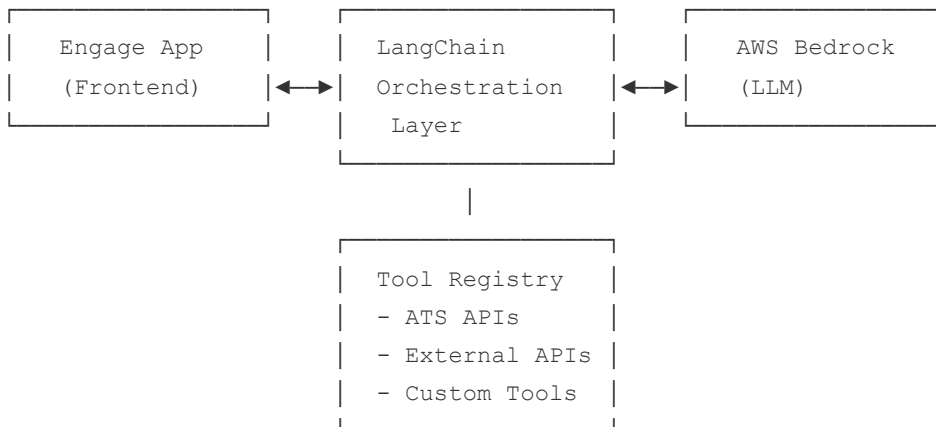 Engage App
(Frontend)
LangChain
Orchestration
Layer
AWS Bedrock
(LLM)
Tool Registry
- ATS APIs
- External APIs
- Custom Tools